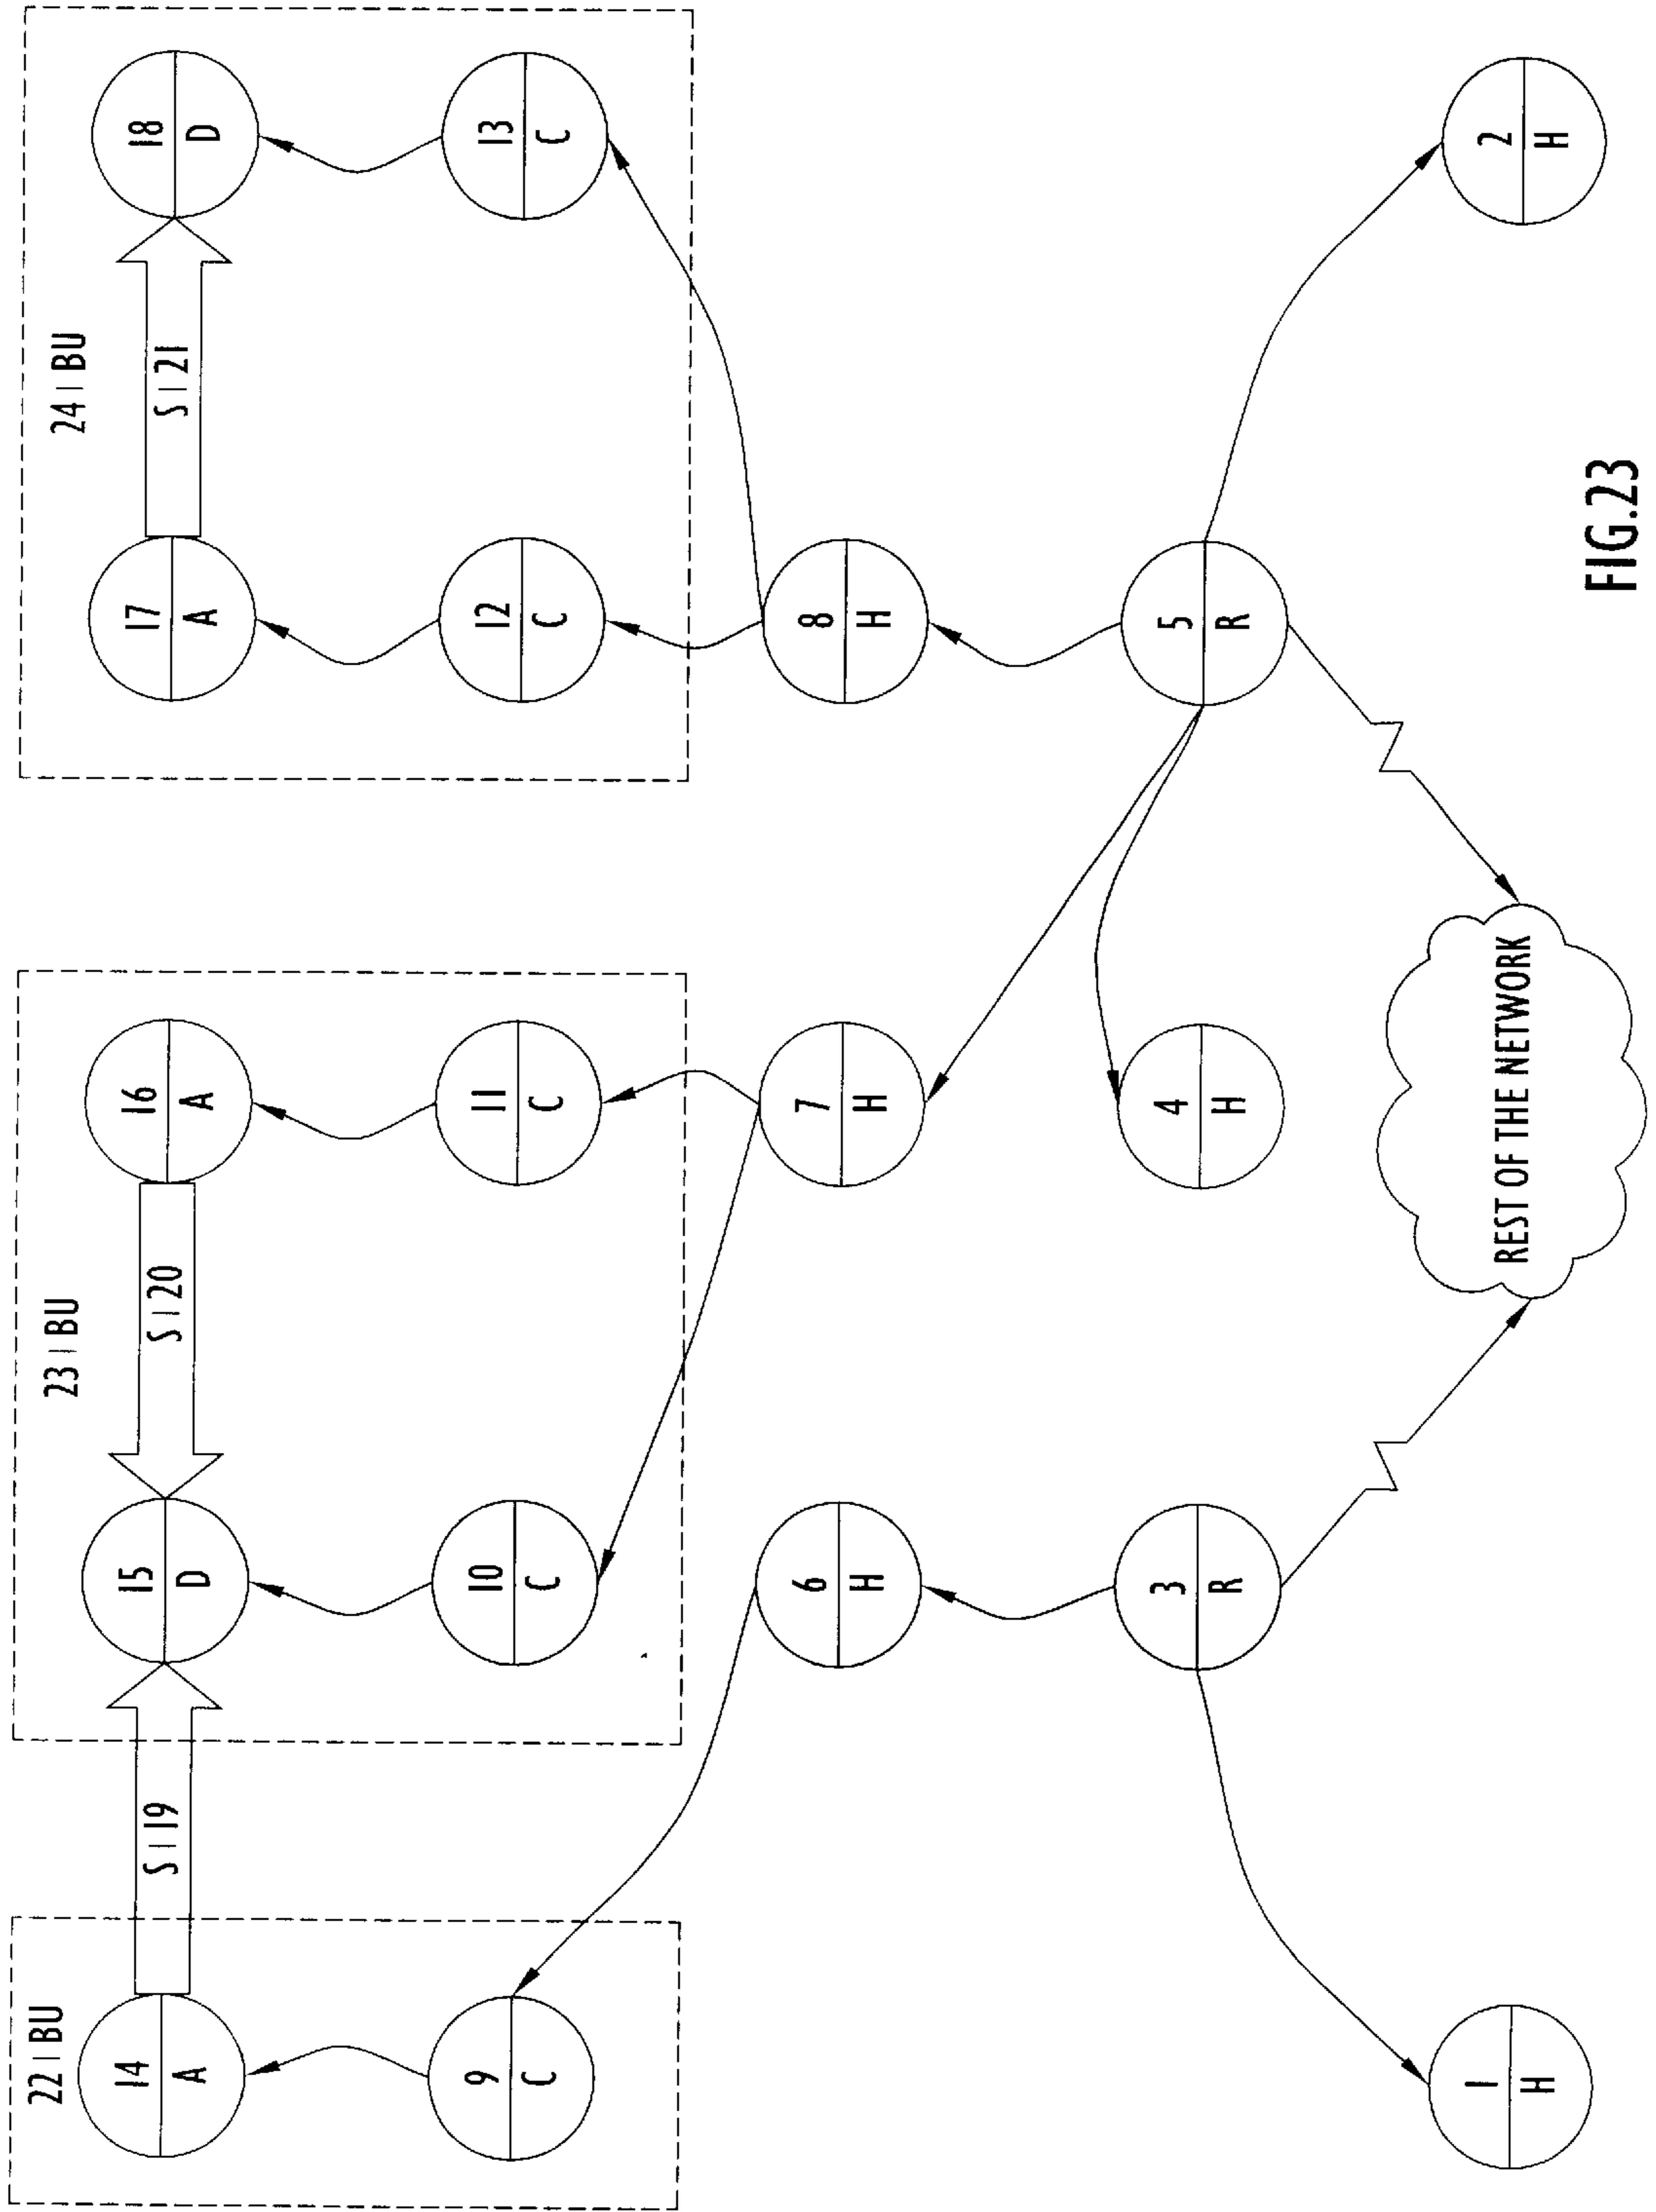 22 | BU
23 | BU
24 | BU
14
A
S | 19
15
D
S | 20
16
A
17
A
S | 21
18
D
9
C
10
C
11
C
12
C
13
C
6
H
7
H
8
H
3
R
4
H
5
R
1
H
REST OF THE NETWORK
2
H
FIG.23